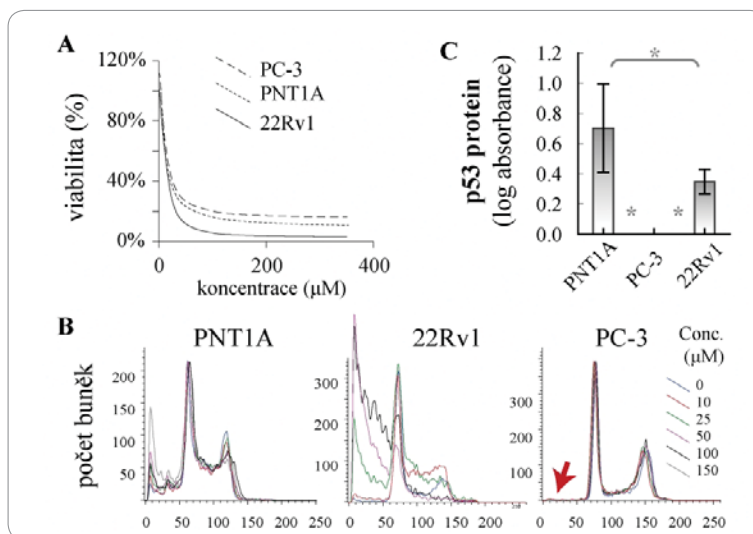 A
120%
80%
40%
0%
viabilita (%)
PC-3
PNT1A
22Rv1
0 200 400
koncentrace (μM)
C
1.2
1.0
0.8
0.6
0.4
0.2
0.0
p53 protein
(log absorbance)
*
* *
PNT1A PC-3 22Rv1
B
počet buněk
PNT1A
200
150
100
50
0 50 100 150 200 250
22Rv1
300
200
100
0 50 100 150 200
PC-3
300
200
100
0 50 100 150 200 250
Conc.
(μM)
0
10
25
50
100
150